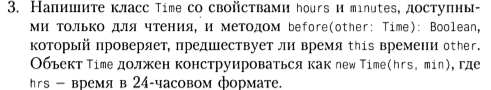 3. Напишите класс Time со свойствами hours и minutes, доступны-
ми только для чтения, и методом before(other: Time): Boolean,
который проверяет, предшествует ли время this времени other.
Объект Time должен конструироваться как new Time(hrs, min), где
hrs – время в 24-часовом формате.